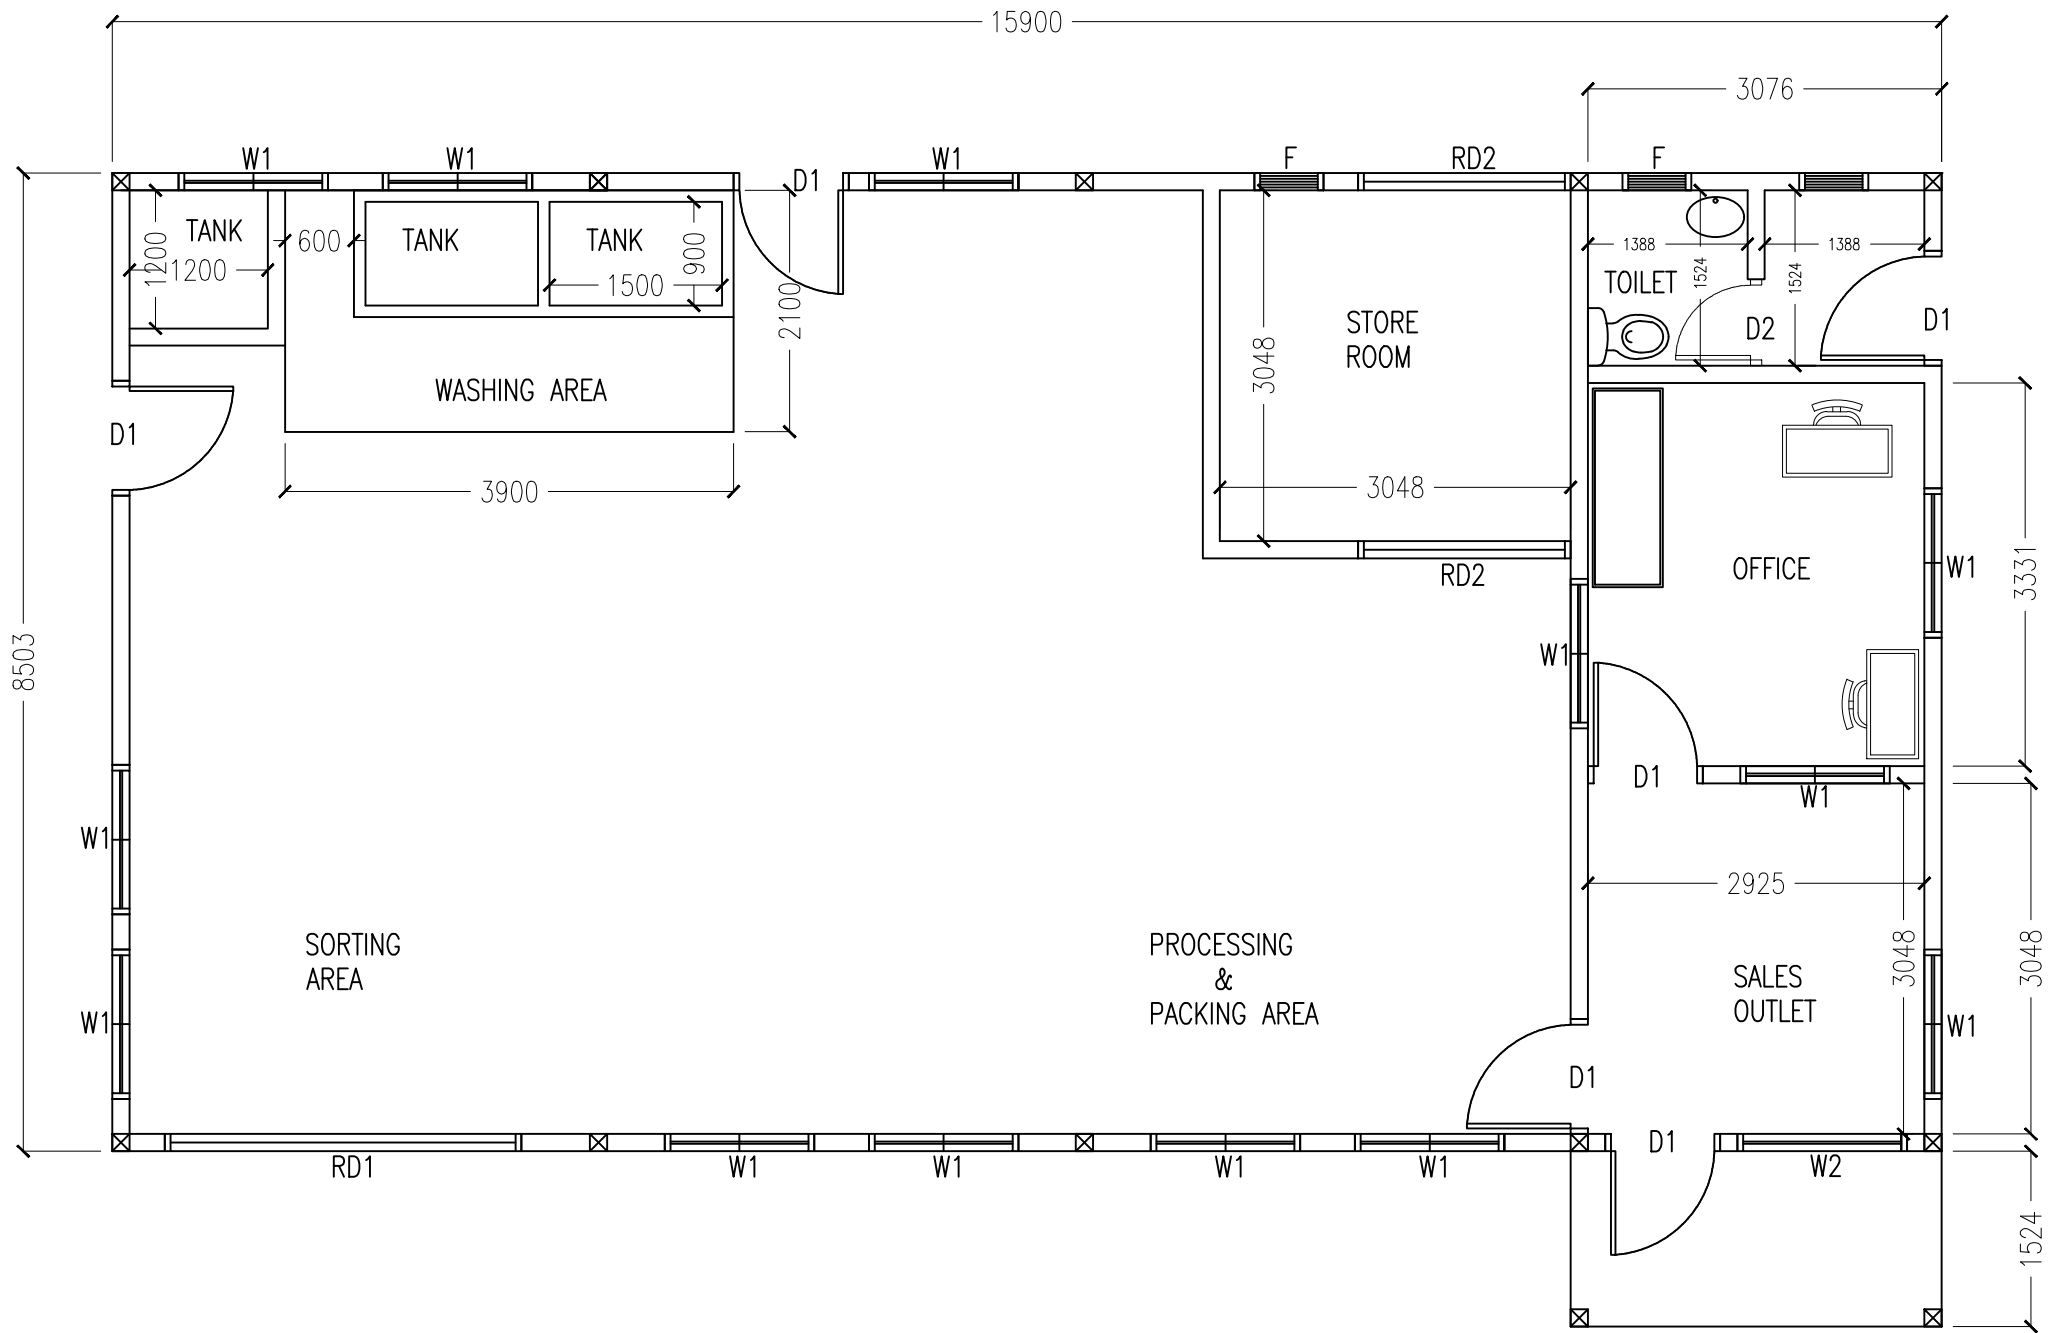 15900
3076
W1
W1
D1
W1
F
RD2
F
TANK
1200
1200
600
TANK
TANK
1500
900
2100
1388
1388
TOILET
1524
1524
D2
D1
STORE
ROOM
3048
3048
WASHING AREA
D1
3900
RD2
OFFICE
W1
3331
8503
W1
D1
W1
W1
2925
SORTING
AREA
PROCESSING
&
PACKING AREA
SALES
OUTLET
3048
3048
W1
W1
D1
RD1
W1
W1
W1
W1
D1
W2
1524